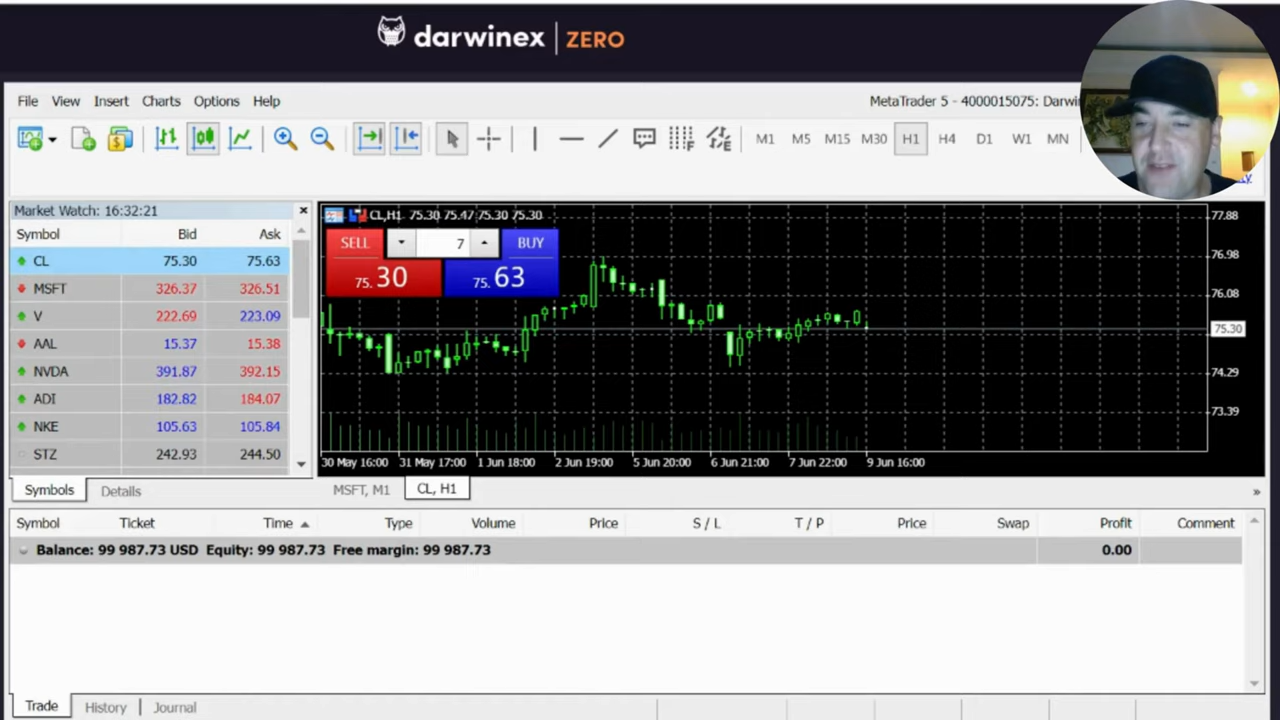 darwinex | ZERO
File View Insert Charts Options Help
MetaTrader 5 - 4000015075: Darwi
M1 M5 M15 M30 H1 H4 D1 W1 MN
Market Watch: 16:32:21
Symbol Bid Ask
CL 75.30 75.63
MSFT 326.37 326.51
V 222.69 223.09
AAL 15.37 15.38
NVDA 391.87 392.15
ADI 182.82 184.07
NKE 105.63 105.84
STZ 242.93 244.50
Symbols Details
CL,H1 75.30 75.47 75.30 75.30
SELL 7 BUY
75.30 75.63
77.88
76.98
76.08
75.30
74.29
73.39
30 May 16:00 31 May 17:00 1 Jun 18:00 2 Jun 19:00 5 Jun 20:00 6 Jun 21:00 7 Jun 22:00 9 Jun 16:00
MSFT, M1 CL, H1
Symbol Ticket Time Type Volume Price S / L T / P Price Swap Profit Comment
Balance: 99 987.73 USD Equity: 99 987.73 Free margin: 99 987.73 0.00
Trade History Journal